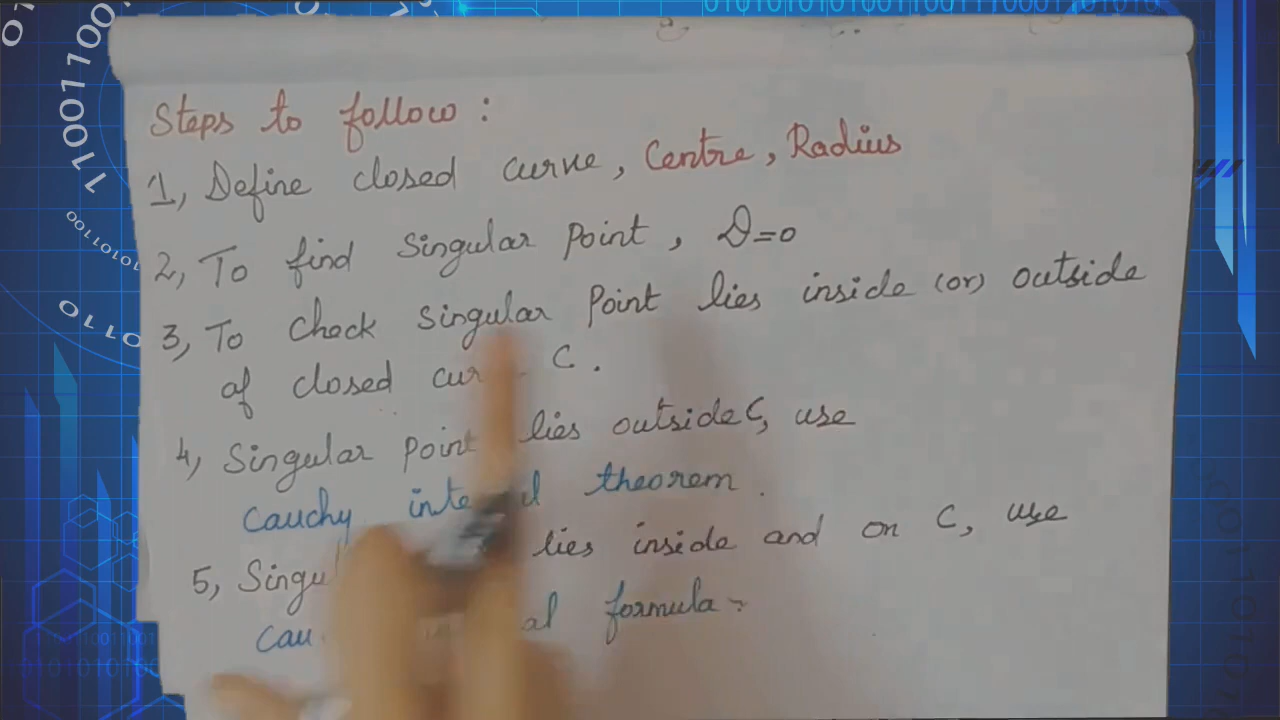 Steps to follow :
1, Define closed curve, Centre, Radius
2, To find Singular Point, D=0
3, To check Singular Point lies inside (or) outside
of closed C.
4, Singular point lies outside C, use
Cauchy theorem.
5, lies inside and on C, use
formula